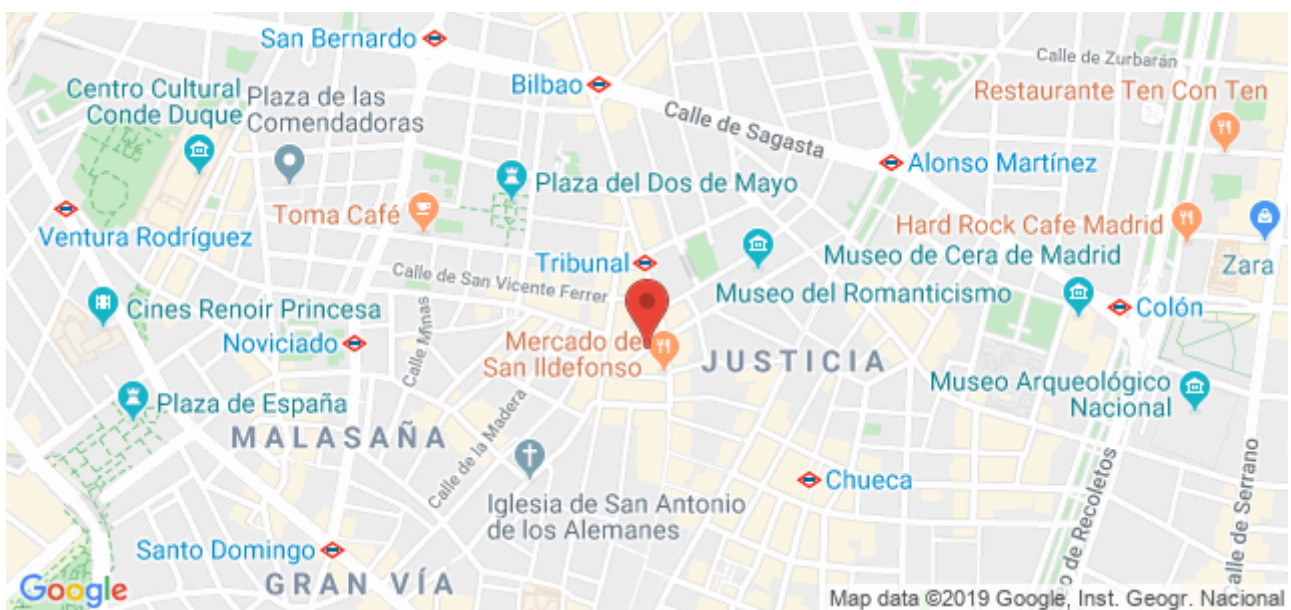 San Bernardo
Calle de Zurbarán
Bilbao
Centro Cultural
Conde Duque
Plaza de las
Comendadoras
Restaurante Ten Con Ten
Calle de Sagasta
Alonso Martínez
Plaza del Dos de Mayo
Toma Café
Ventura Rodríguez
Hard Rock Cafe Madrid
Museo de Cera de Madrid
Zara
Tribunal
Calle de San Vicente Ferrer
Museo del Romanticismo
Cines Renoir Princesa
Colón
Noviciado
Calle Minas
Mercado de
San Ildefonso
JUSTICIA
Museo Arqueológico
Nacional
Plaza de España
MALASAÑA
Calle de la Madera
Chueca
Iglesia de San Antonio
de los Alemanes
o de Recoletos
alle de Serrano
Santo Domingo
GRAN VÍA
Google
Map data ©2019 Google, Inst. Geogr. Nacional